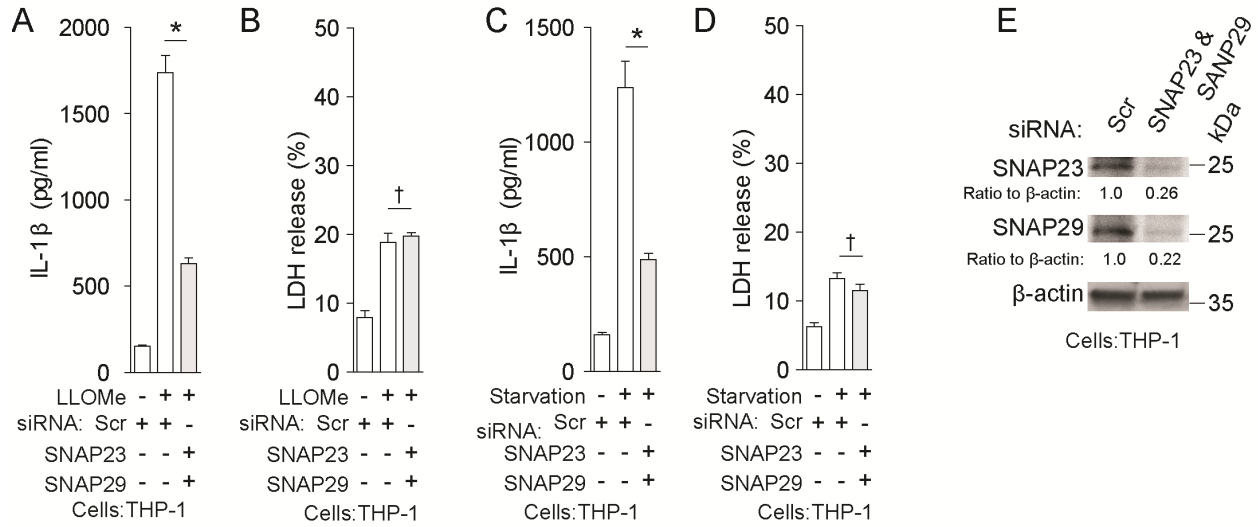 A
2000
1500
1000
500
0
IL-1β (pg/ml)
*
LLOMe - + +
siRNA: Scr + + -
SNAP23 - - +
SNAP29 - - +
Cells:THP-1
B
50
40
30
20
10
0
LDH release (%)
†
LLOMe - + +
siRNA: Scr + + -
SNAP23 - - +
SNAP29 - - +
Cells:THP-1
C
1500
1000
500
0
IL-1β (pg/ml)
*
Starvation - + +
siRNA: Scr + + -
SNAP23 - - +
SNAP29 - - +
Cells:THP-1
D
50
40
30
20
10
0
LDH release (%)
†
Starvation - + +
siRNA: Scr + + -
SNAP23 - - +
SNAP29 - - +
Cells:THP-1
E
siRNA: Scr SNAP23 & SANP29 kDa
SNAP23 25
Ratio to β-actin: 1.0 0.26
SNAP29 25
Ratio to β-actin: 1.0 0.22
β-actin 35
Cells:THP-1